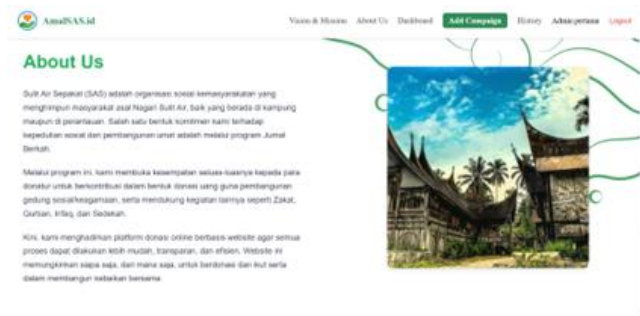 AmalSAS.id
Vision & Mission About Us Dashboard Add Campaign History Admin pertama Logout
About Us
Sulit Air Sepakat (SAS) adalah organisasi sosial kemasyarakatan yang
menghimpun masyarakat asal Nagari Sulit Air, baik yang berada di kampung
maupun di perantauan. Salah satu bentuk komitmen kami terhadap
kepedulian sosial dan pembangunan umat adalah melalui program Jumat
Berkah.
Melalui program ini, kami membuka kesempatan seluas-luasnya kepada para
donatur untuk berkontribusi dalam bentuk donasi uang guna pembangunan
gedung sosial/keagamaan, serta mendukung kegiatan lainnya seperti Zakat,
Qurban, Infaq, dan Sedekah.
Kini, kami menghadirkan platform donasi online berbasis website agar semua
proses dapat dilakukan lebih mudah, transparan, dan efisien. Website ini
memungkinkan siapa saja, dari mana saja, untuk berdonasi dan ikut serta
dalam membangun kebaikan bersama.